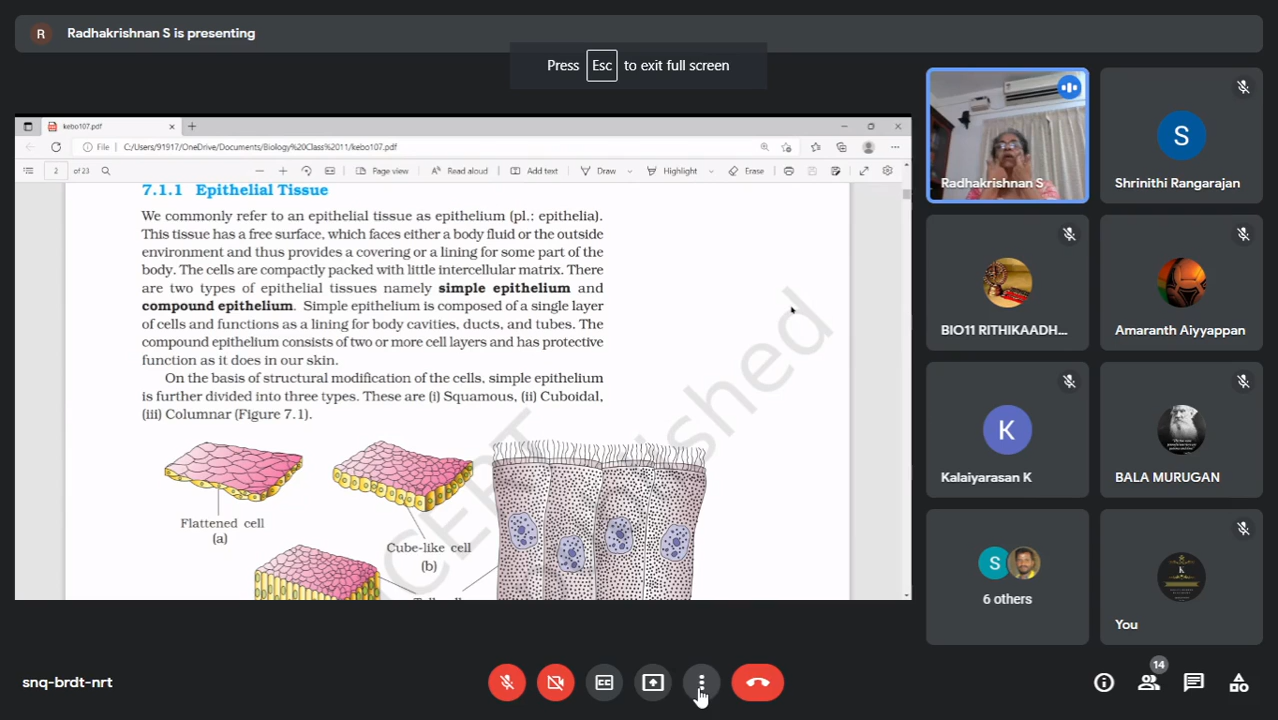 R Radhakrishnan S is presenting
Press Esc to exit full screen
kebo107.pdf
File C:/Users/91917/OneDrive/Documents/Biology%20Class%2011/kebo107.pdf
2 of 23 Page view Read aloud Add text Draw Highlight Erase
7.1.1 Epithelial Tissue
We commonly refer to an epithelial tissue as epithelium (pl.: epithelia).
This tissue has a free surface, which faces either a body fluid or the outside
environment and thus provides a covering or a lining for some part of the
body. The cells are compactly packed with little intercellular matrix. There
are two types of epithelial tissues namely simple epithelium and
compound epithelium. Simple epithelium is composed of a single layer
of cells and functions as a lining for body cavities, ducts, and tubes. The
compound epithelium consists of two or more cell layers and has protective
function as it does in our skin.
On the basis of structural modification of the cells, simple epithelium
is further divided into three types. These are (i) Squamous, (ii) Cuboidal,
(iii) Columnar (Figure 7.1).
Flattened cell
(a)
Cube-like cell
(b)
Radhakrishnan S
S
Shrinithi Rangarajan
BIO11 RITHIKAADH...
Amaranth Aiyyappan
K
Kalaiyarasan K
BALA MURUGAN
S
6 others
K
You
snq-brdt-nrt
CC
14